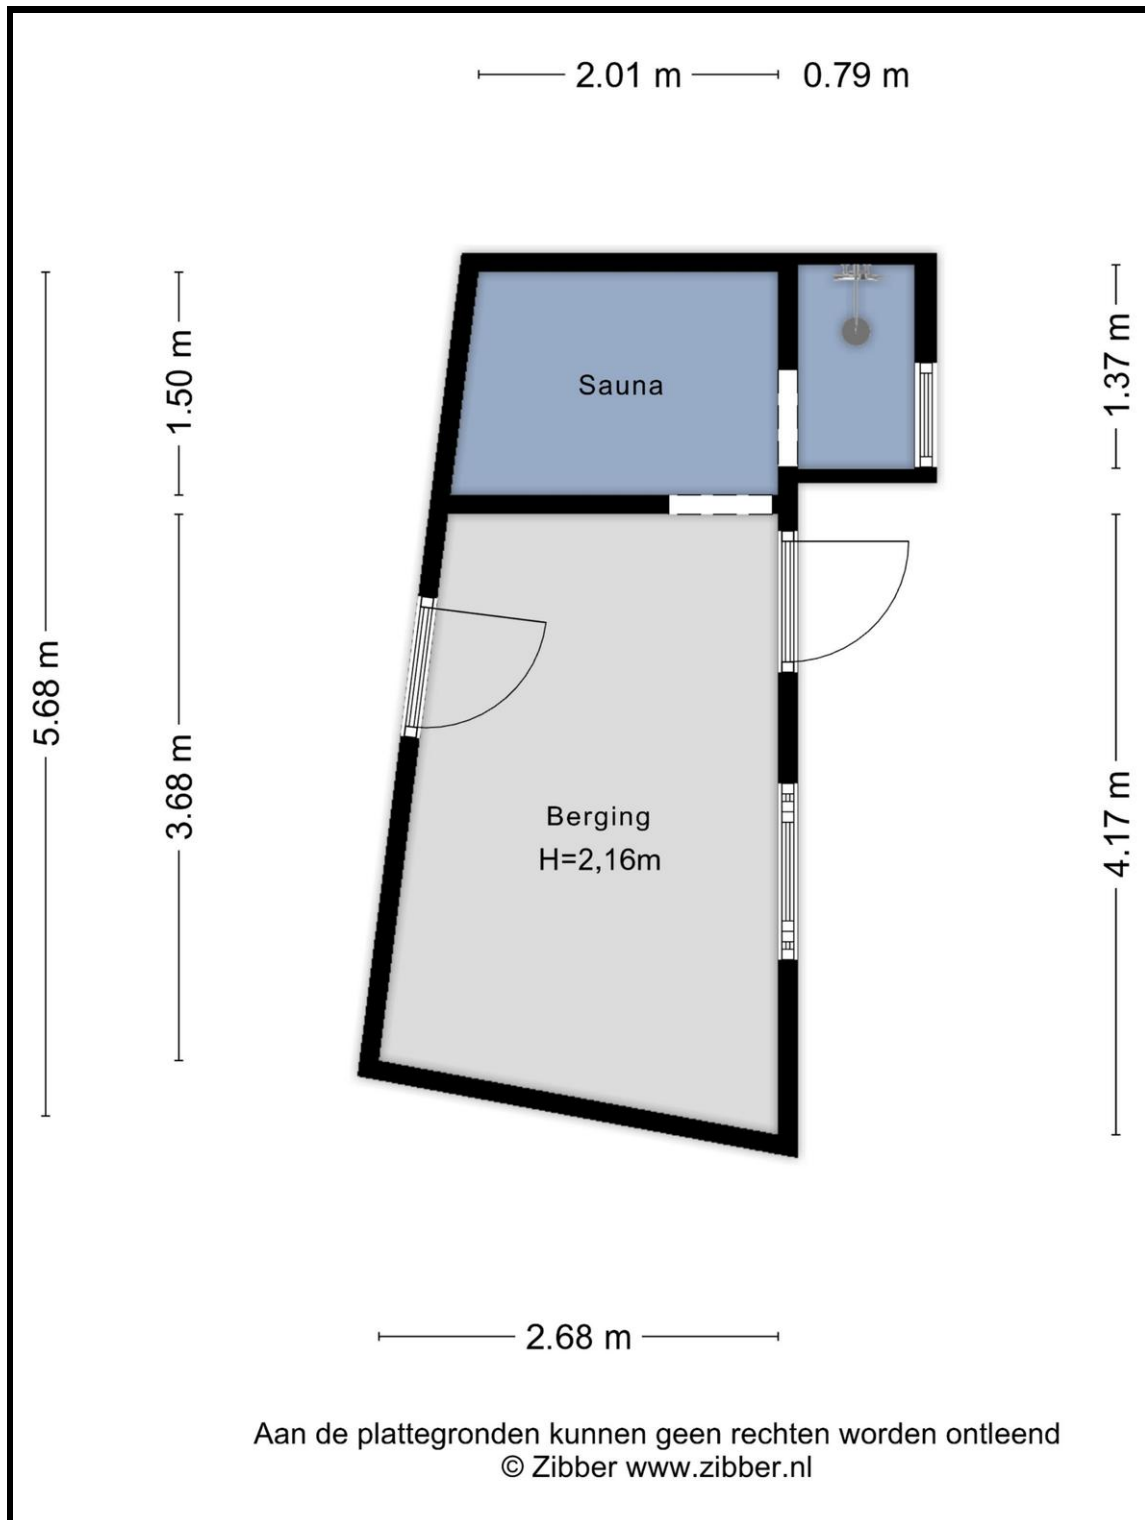 2.01 m
0.79 m
1.50 m
1.37 m
Sauna
5.68 m
3.68 m
4.17 m
Berging
H=2,16m
2.68 m
Aan de plattegronden kunnen geen rechten worden ontleend
© Zibber www.zibber.nl